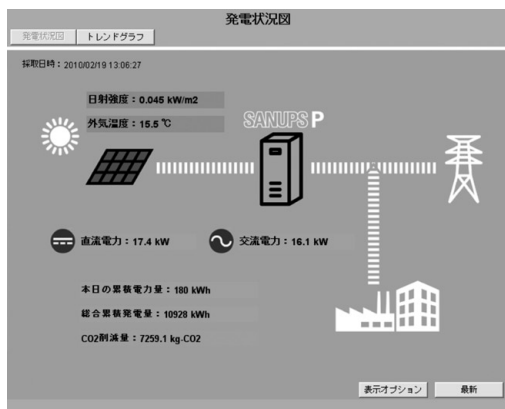 発電状況図
発電状況図 トレンドグラフ
採取日時：2010/02/19 13:06:27
日射強度：0.045 kW/m2
外気温度：15.5 ℃
SANUPS P
直流電力：17.4 kW
交流電力：16.1 kW
本日の累積電力量：180 kWh
総合累積発電量：10928 kWh
CO2削減量：7259.1 kg-CO2
表示オプション 最新